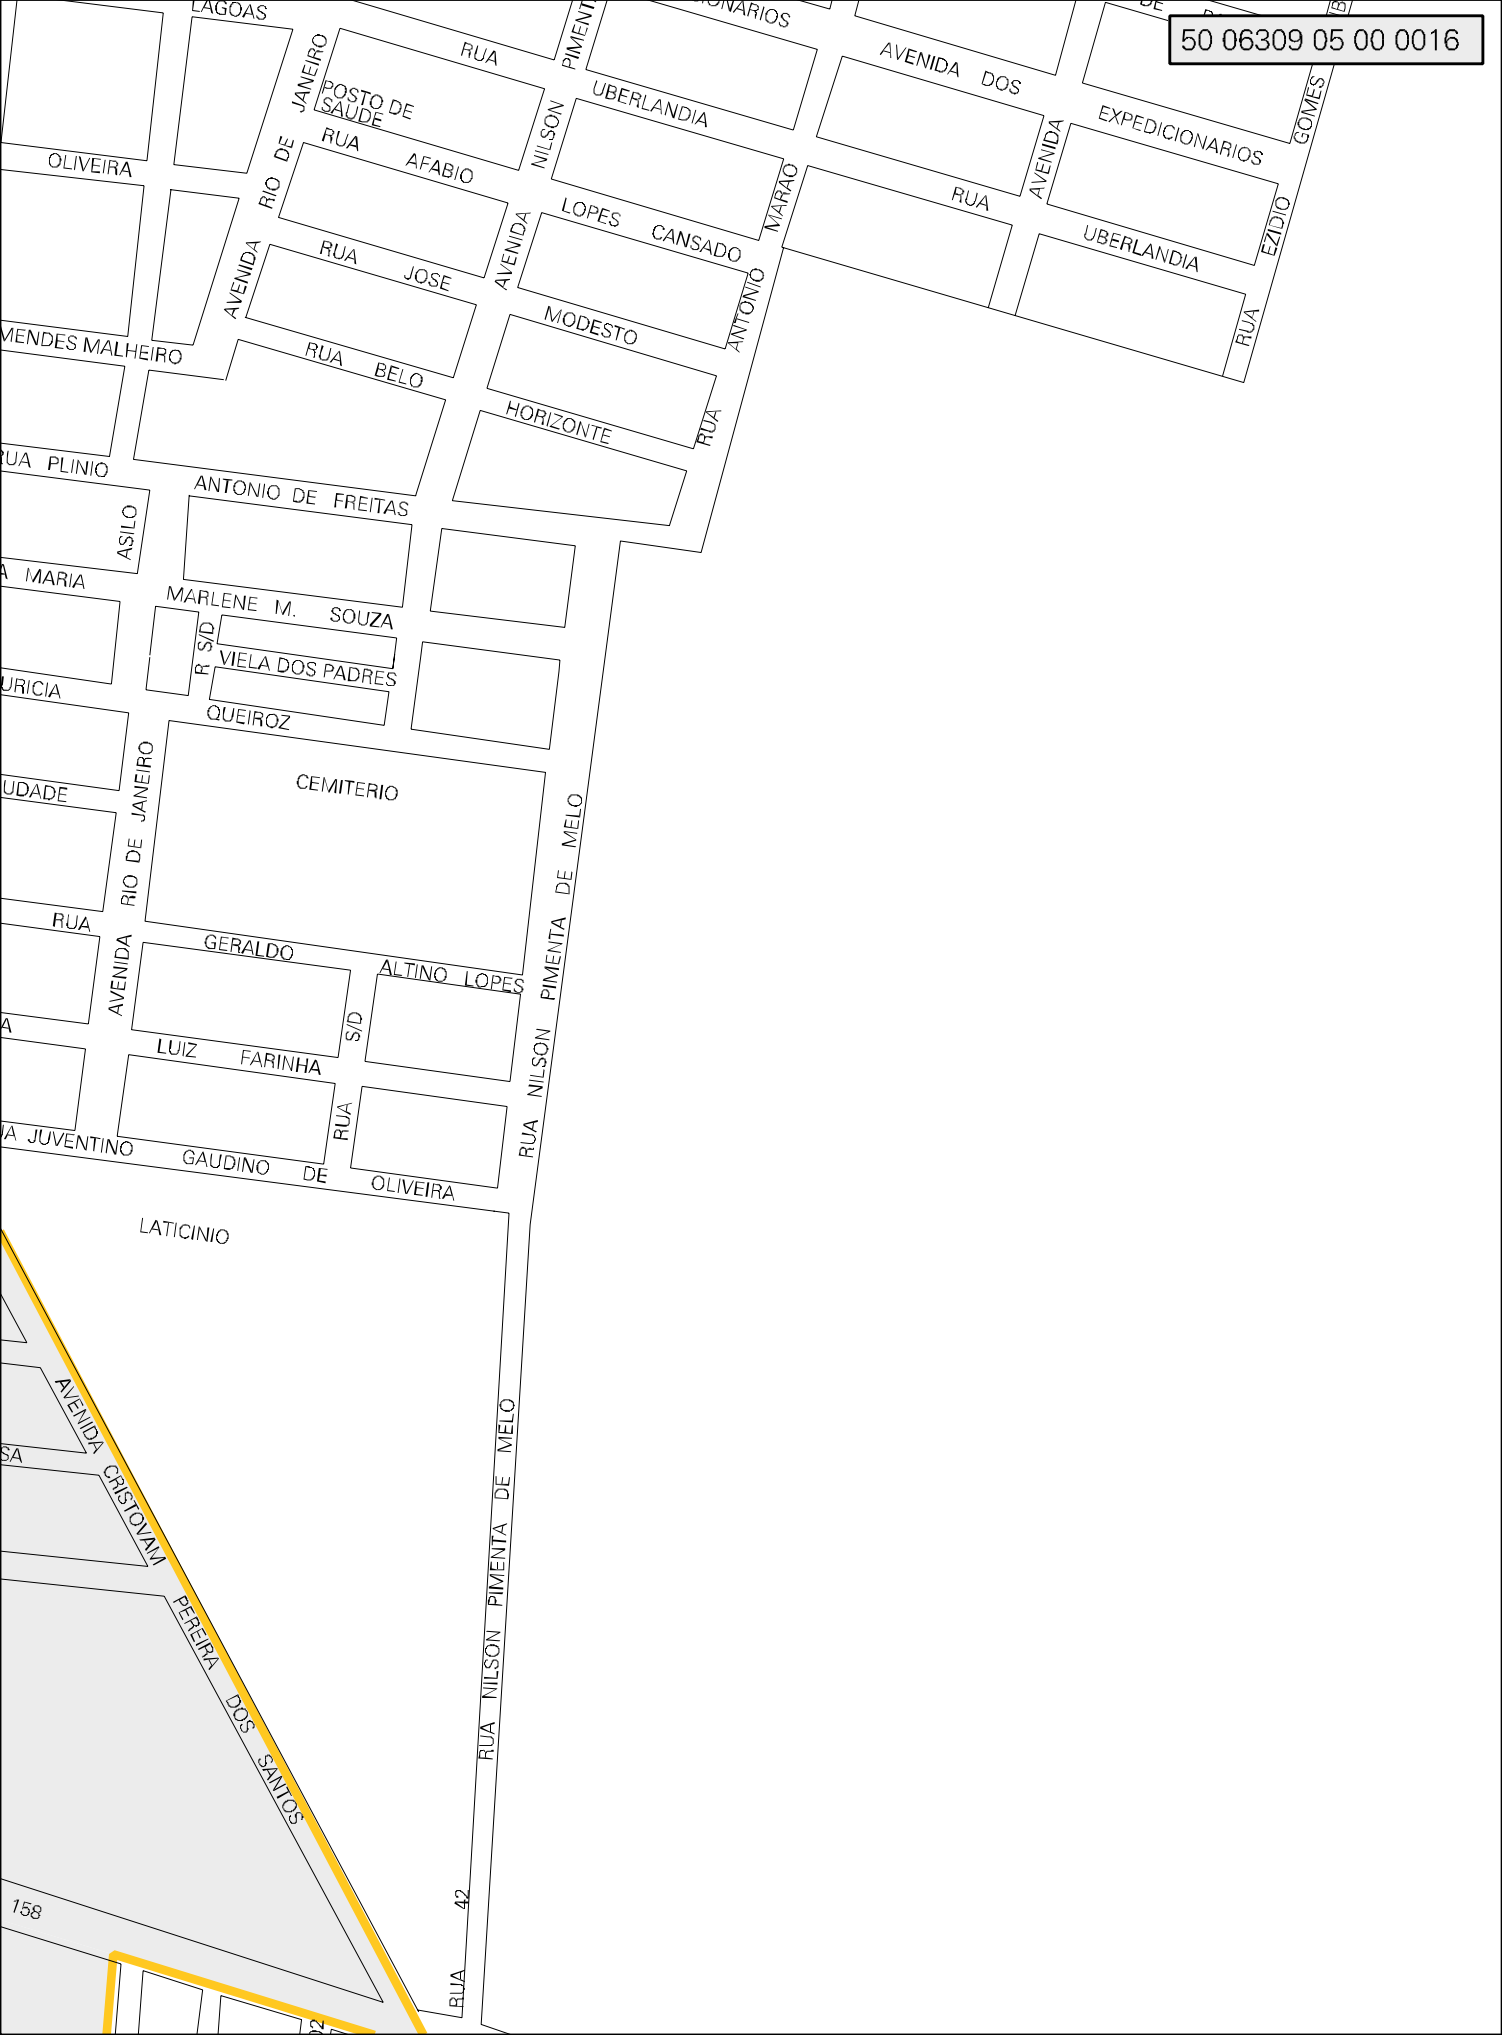 LAGOAS
50 06309 05 00 0016
RUA UBERLANDIA
AVENIDA DOS EXPEDICIONARIOS
POSTO DE
SAUDE
OLIVEIRA
RUA AFABIO LOPES CANSADO
RUA UBERLANDIA
AVENIDA RIO DE JANEIRO
AVENIDA NILSON
AVENIDA
RUA ANTONIO MARAO
RUA EZIDIO GOMES
RUA JOSE MODESTO
MENDES MALHEIRO
RUA BELO HORIZONTE
PLINIO
ANTONIO DE FREITAS
ASILO
MARIA
MARLENE M. SOUZA
R S/D
VIELA DOS PADRES
QUEIROZ
CEMITERIO
AVENIDA RIO DE JANEIRO
RUA GERALDO ALTINO LOPES
RUA NILSON PIMENTA DE MELO
LUIZ FARINHA
RUA S/D
JUVENTINO GAUDINO DE OLIVEIRA
LATICINIO
AVENIDA CRISTOVAM PEREIRA DOS SANTOS
RUA NILSON PIMENTA DE MELO
158
RUA 42